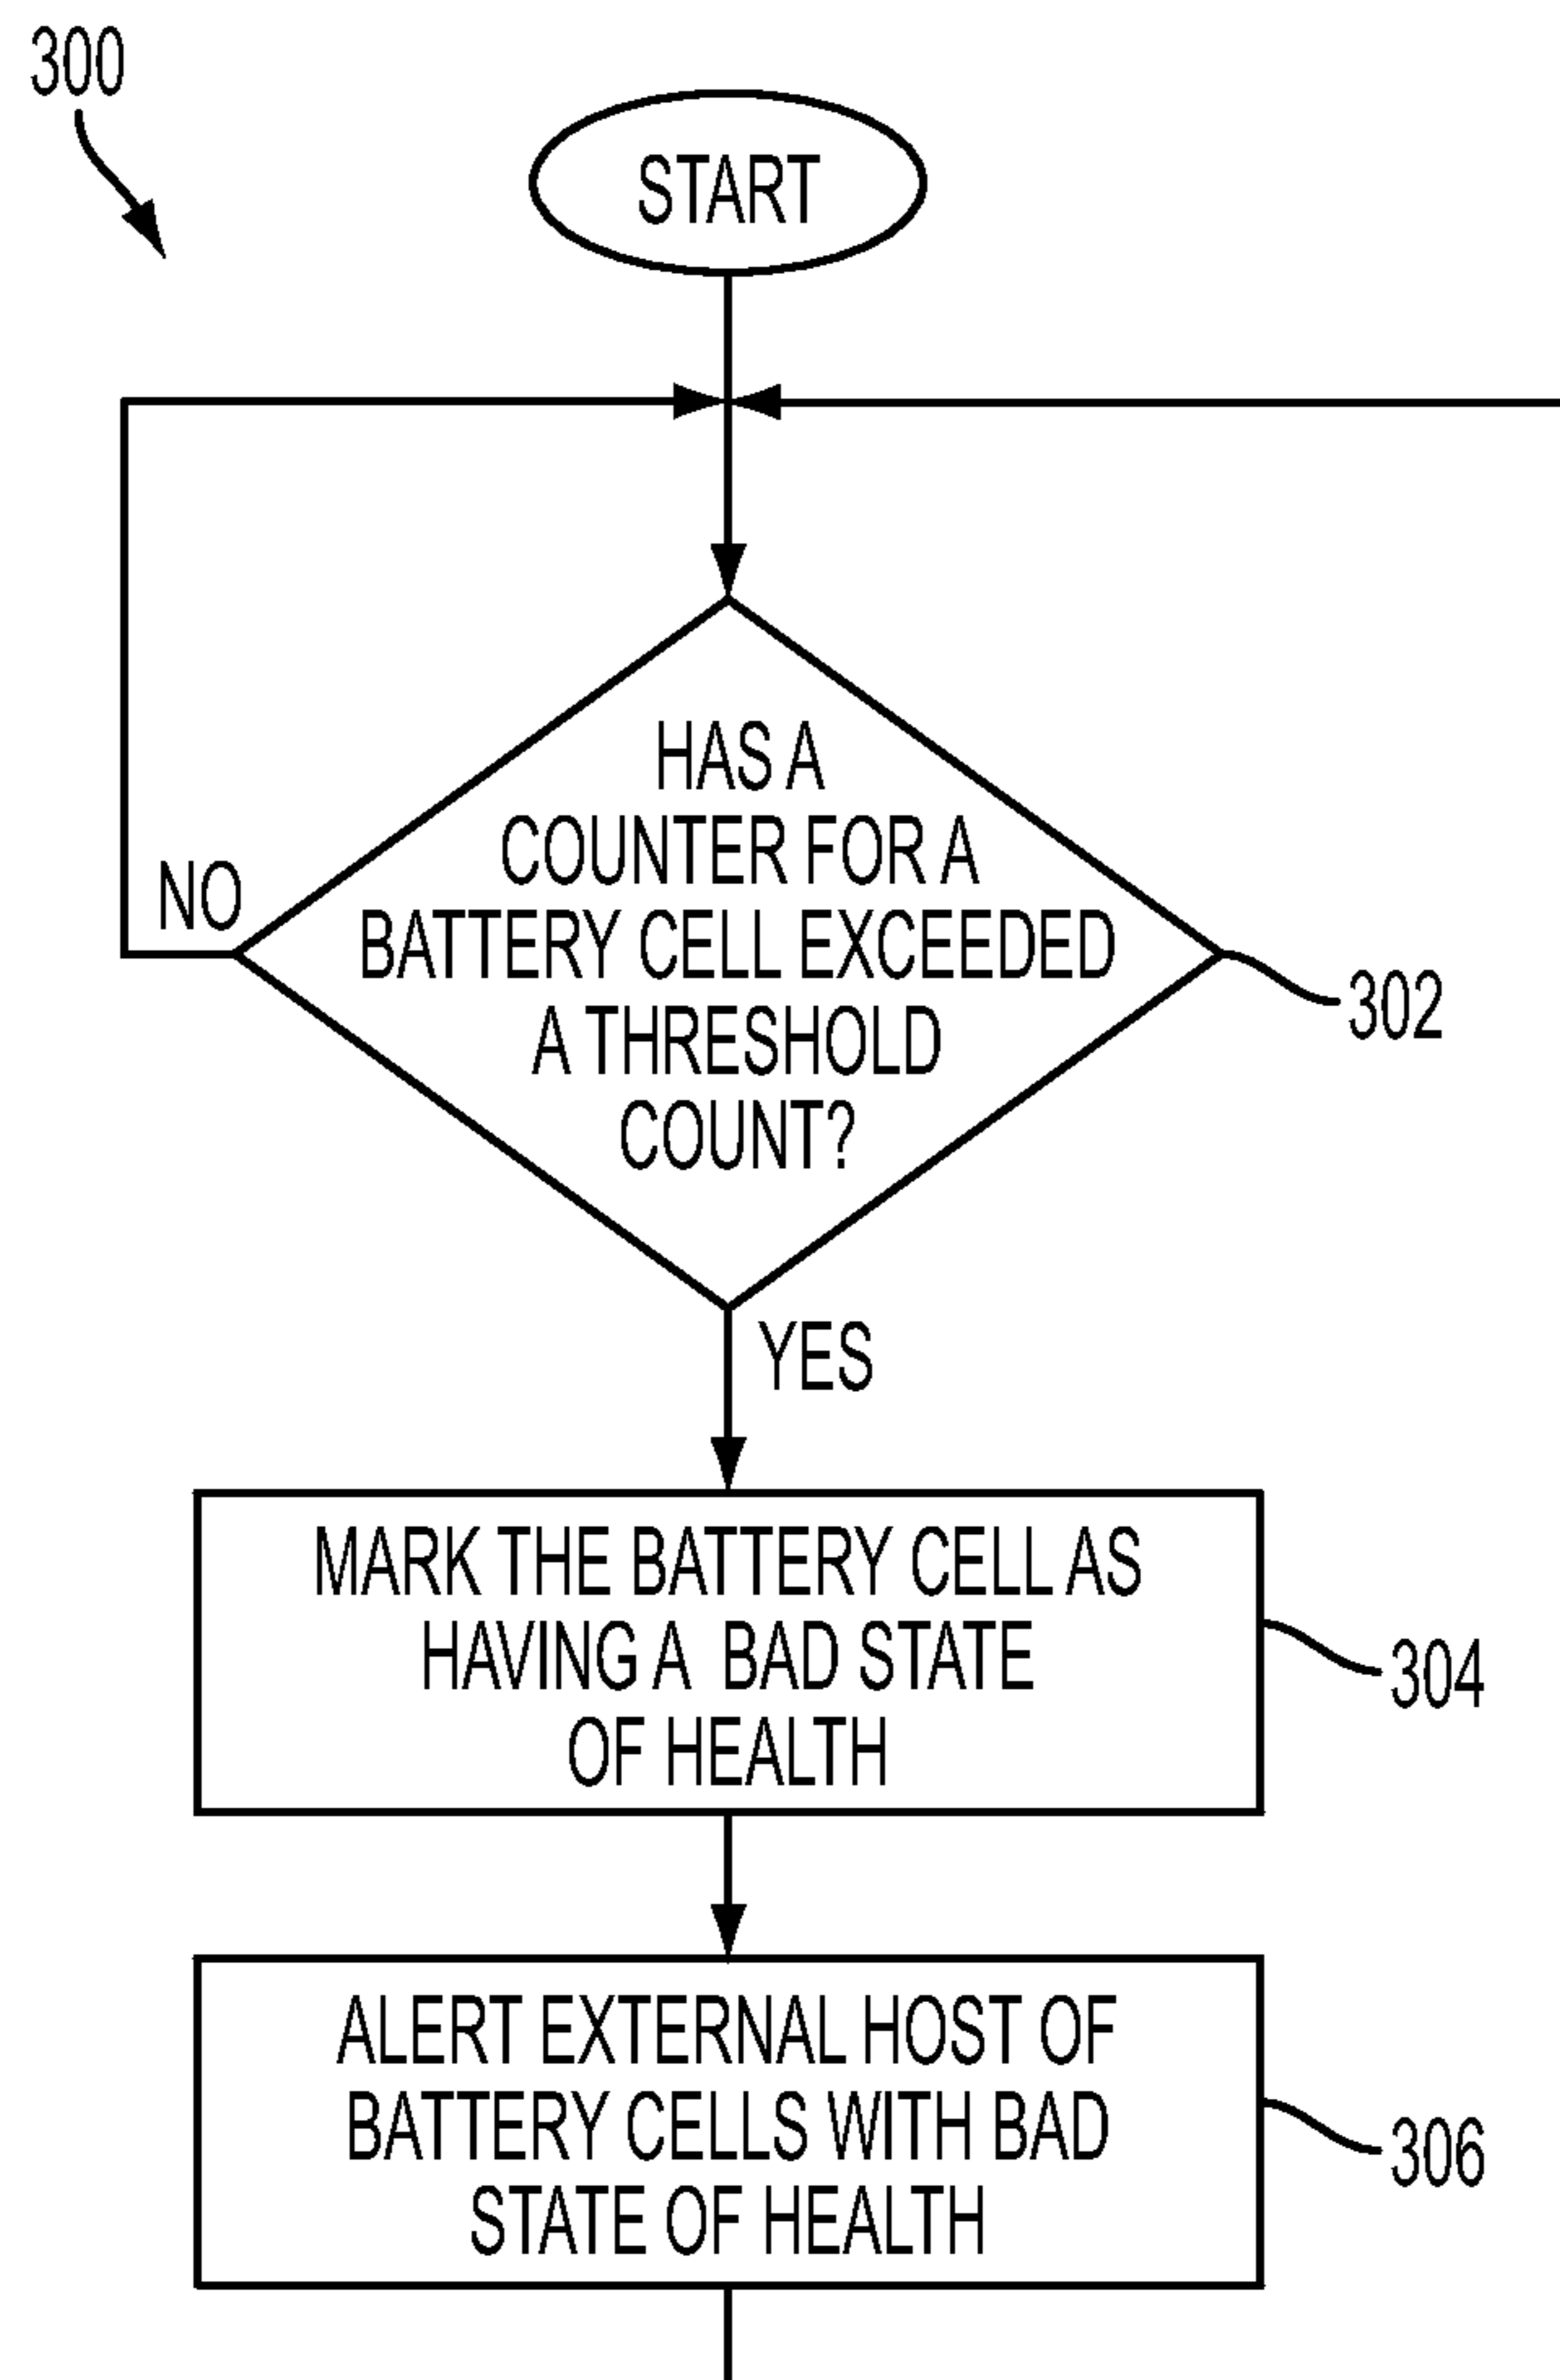 300
START
HAS A
COUNTER FOR A
BATTERY CELL EXCEEDED
A THRESHOLD
COUNT?
NO
302
YES
MARK THE BATTERY CELL AS
HAVING A BAD STATE
OF HEALTH
304
ALERT EXTERNAL HOST OF
BATTERY CELLS WITH BAD
STATE OF HEALTH
306